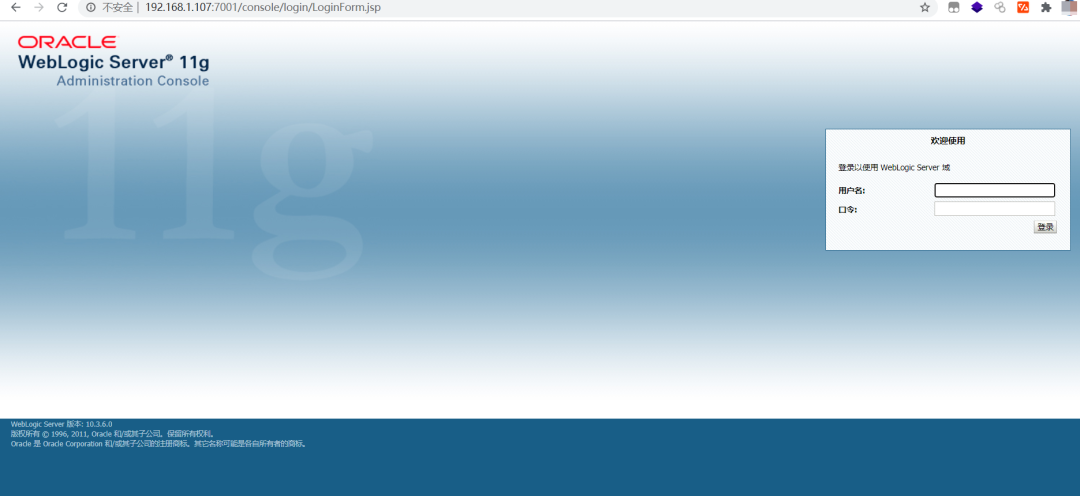 不安全 | 192.168.1.107:7001/console/login/LoginForm.jsp
ORACLE
WebLogic Server® 11g
Administration Console
11g
欢迎使用
登录以使用 WebLogic Server 域
用户名:
口令:
登录
WebLogic Server 版本: 10.3.6.0
版权所有 © 1996, 2011, Oracle 和/或其子公司。保留所有权利。
Oracle 是 Oracle Corporation 和/或其子公司的注册商标。其它名称可能是各自所有者的商标。